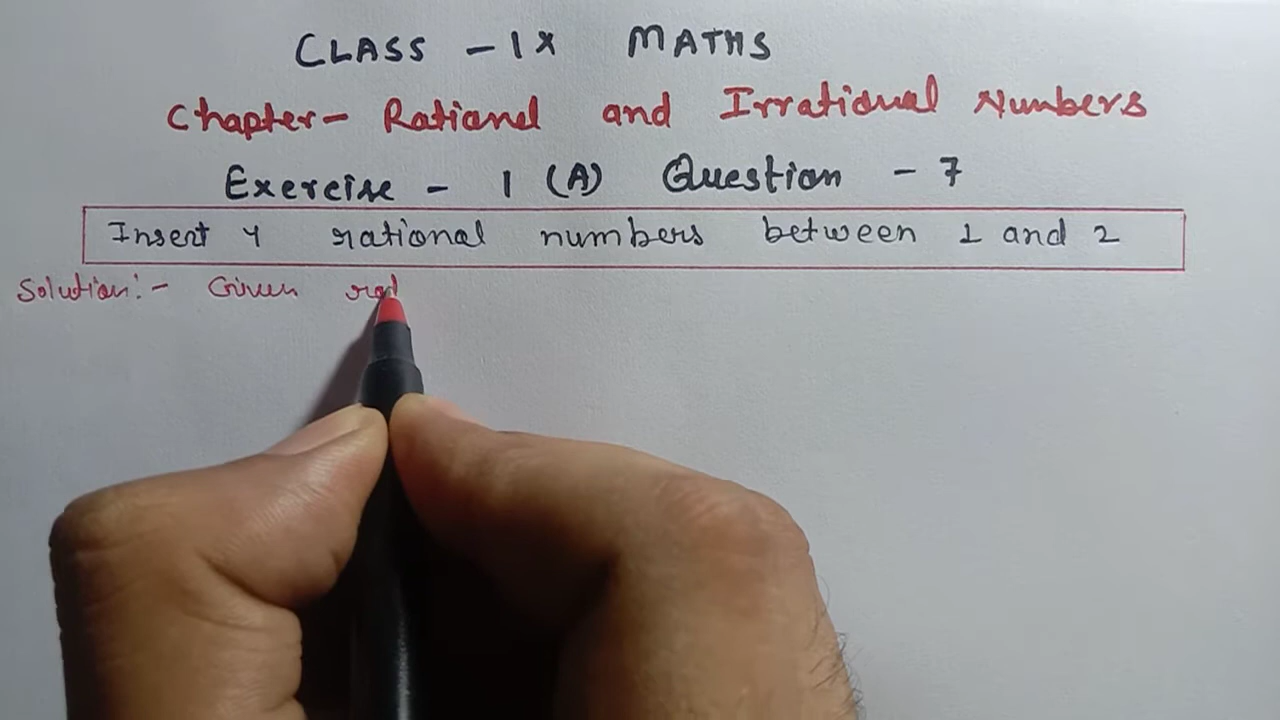 CLASS - IX MATHS
Chapter- Rational and Irrational Numbers
Exercise - 1 (A) Question - 7
Insert 4 rational numbers between 1 and 2
Solution:- Given rat